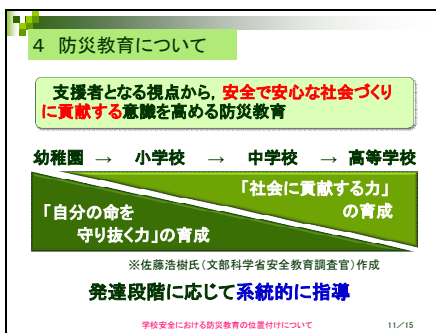 ４ 防災教育について
支援者となる視点から，安全で安心な社会づくり
に貢献する意識を高める防災教育
幼稚園 → 小学校 → 中学校 → 高等学校
「社会に貢献する力」
の育成
「自分の命を
守り抜く力」の育成
※佐藤浩樹氏（文部科学省安全教育調査官）作成
発達段階に応じて系統的に指導
学校安全における防災教育の位置付けについて
11／15